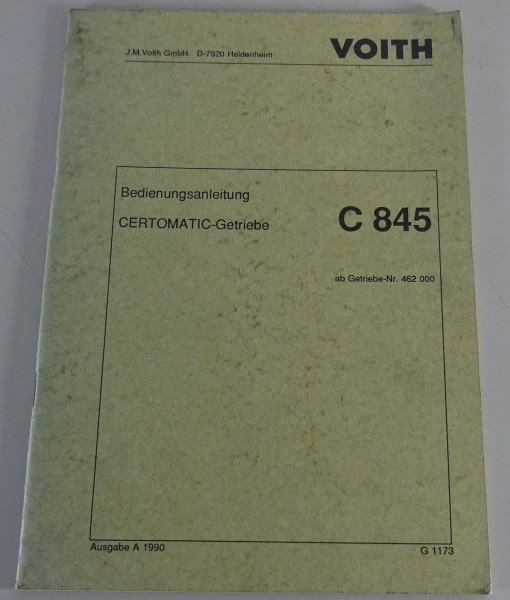 J.M. Voith GmbH D-7920 Heidenheim
VOITH
Bedienungsanleitung
CERTOMATIC-Getriebe
C 845
ab Getriebe-Nr. 462 000
Ausgabe A 1990
G 1173